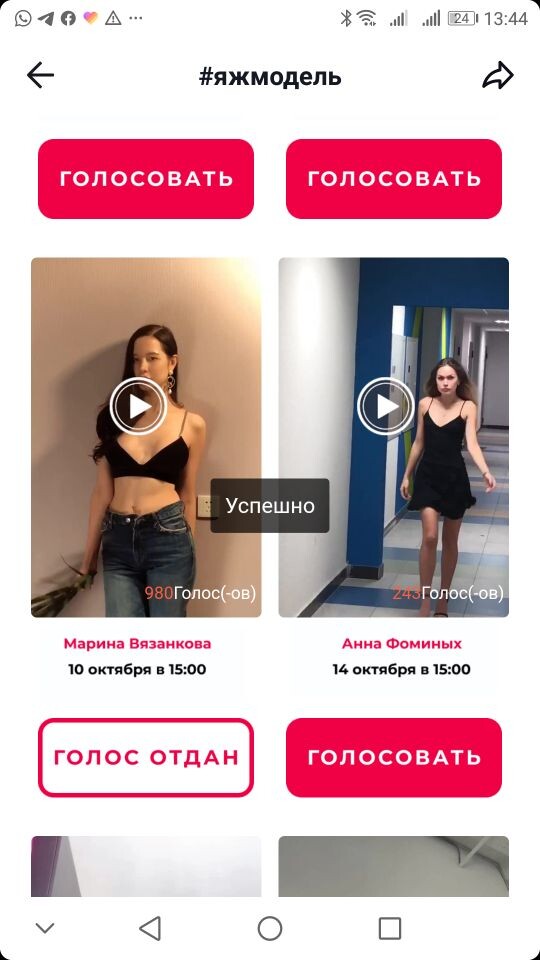 24 13:44
#яжмодель
ГОЛОСОВАТЬ ГОЛОСОВАТЬ
Успешно
980Голос(-ов) 243Голос(-ов)
Марина Вязанкова Анна Фоминых
10 октября в 15:00 14 октября в 15:00
ГОЛОС ОТДАН ГОЛОСОВАТЬ